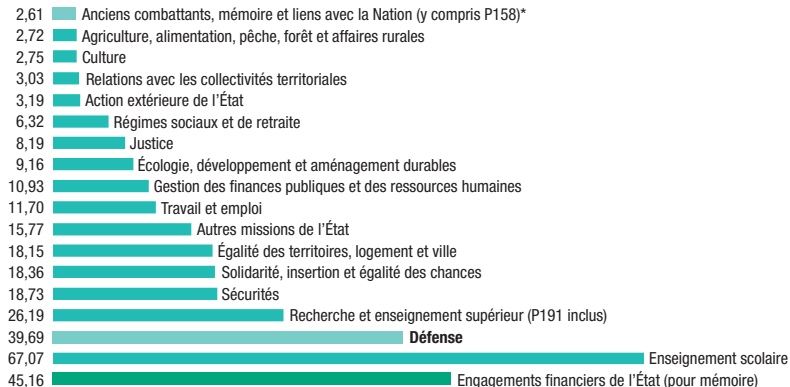 2,61 Anciens combattants, mémoire et liens avec la Nation (y compris P158)*
2,72 Agriculture, alimentation, pêche, forêt et affaires rurales
2,75 Culture
3,03 Relations avec les collectivités territoriales
3,19 Action extérieure de l'État
6,32 Régimes sociaux et de retraite
8,19 Justice
9,16 Écologie, développement et aménagement durables
10,93 Gestion des finances publiques et des ressources humaines
11,70 Travail et emploi
15,77 Autres missions de l'État
18,15 Égalité des territoires, logement et ville
18,36 Solidarité, insertion et égalité des chances
18,73 Sécurités
26,19 Recherche et enseignement supérieur (P191 inclus)
39,69 Défense
67,07 Enseignement scolaire
45,16 Engagements financiers de l'État (pour mémoire)